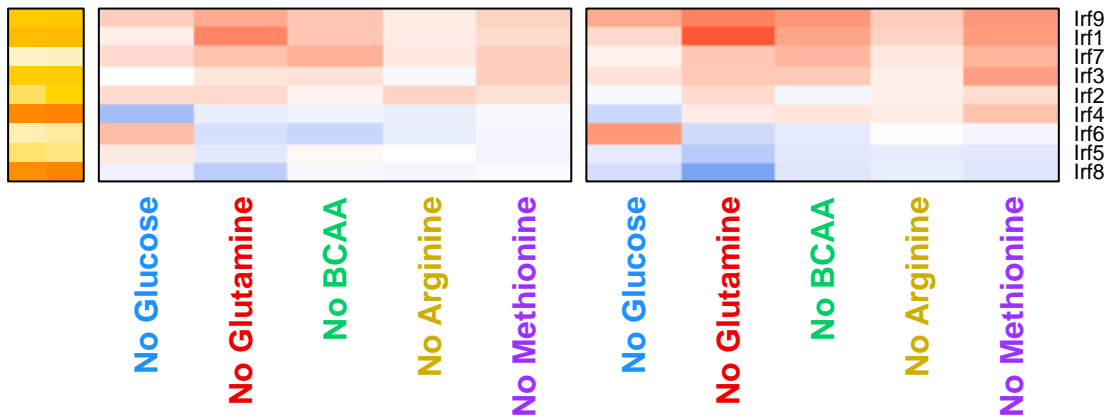 Irf9
Irf1
Irf7
Irf3
Irf2
Irf4
Irf6
Irf5
Irf8
No Glucose
No Glutamine
No BCAA
No Arginine
No Methionine
No Glucose
No Glutamine
No BCAA
No Arginine
No Methionine